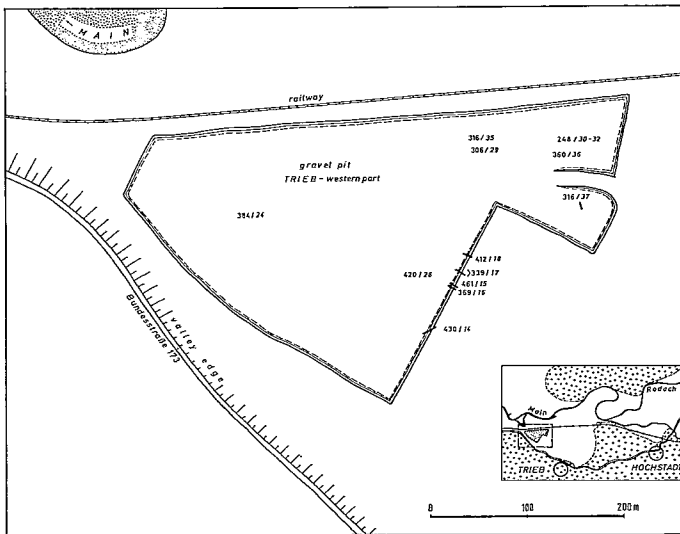 MAIN
railway
316/35
306/29
248/30-32
360/36
gravel pit
TRIEB - western part
316/37
384/24
412/18
339/17
420/26
461/15
369/16
430/14
Bundesstraße 173
valley edge
Main
Rodach
TRIEB
HOCHSTADT
0 100 200 m